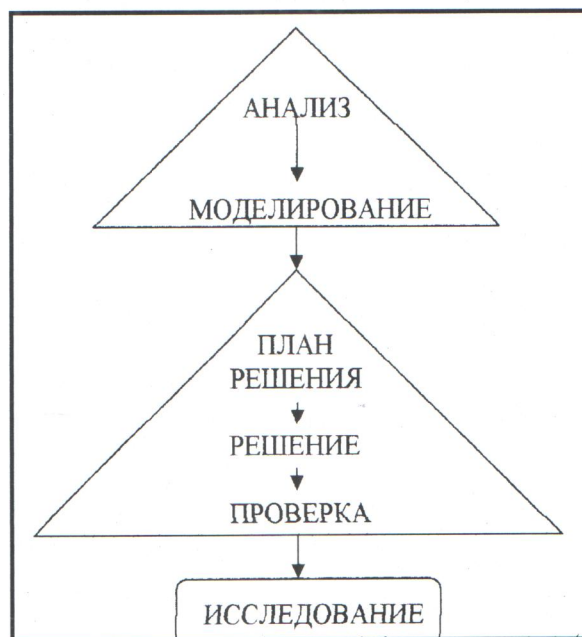 АНАЛИЗ
МОДЕЛИРОВАНИЕ
ПЛАН
РЕШЕНИЯ
РЕШЕНИЕ
ПРОВЕРКА
ИССЛЕДОВАНИЕ